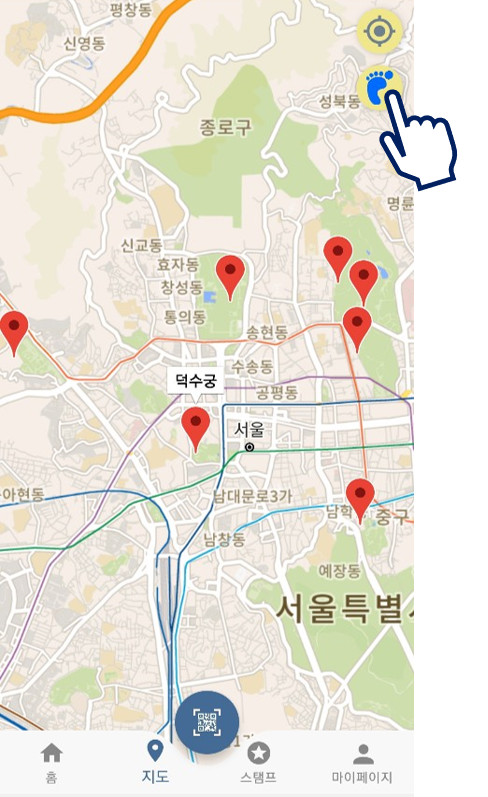 평창동
신영동
성북동
종로구
명륜
신교동
효자동
창성동
통의동
송현동
수송동
덕수궁
공평동
서울
아현동
남대문로3가
남학
중구
남창동
예장동
서울특별시
홈
지도
스탬프
마이페이지